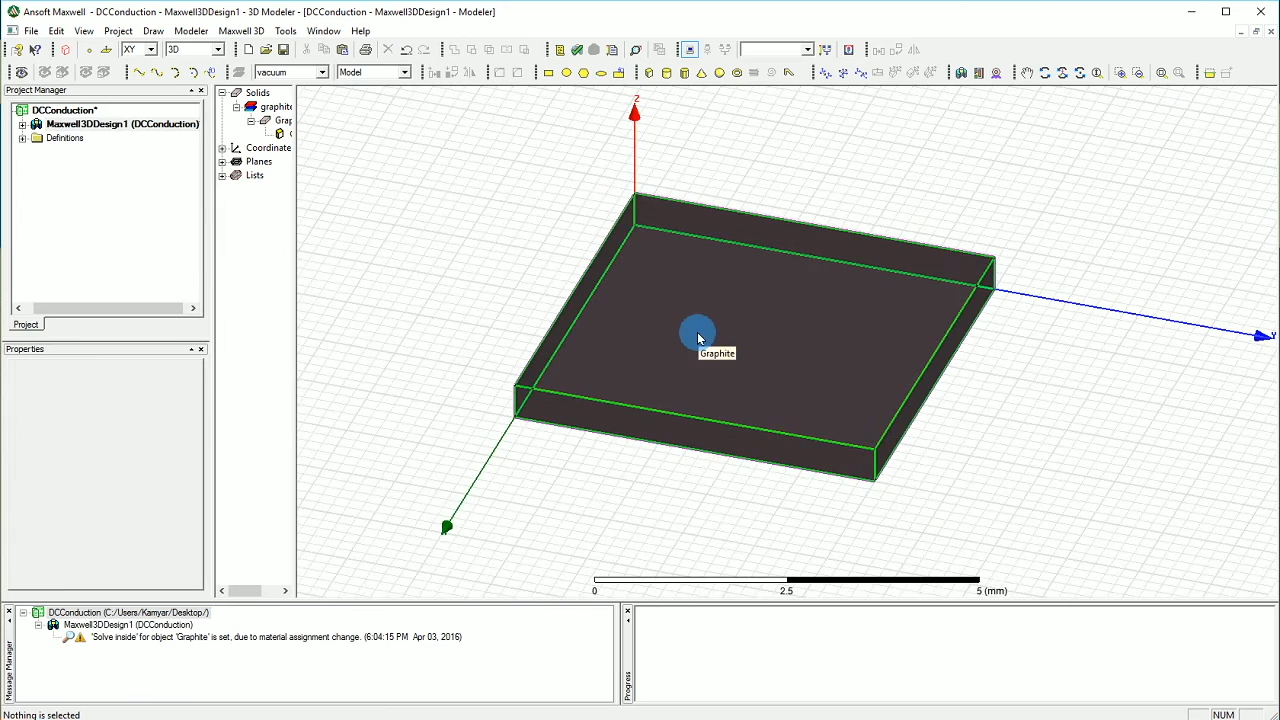 Ansoft Maxwell - DCConduction - Maxwell3DDesign1 - 3D Modeler - [DCConduction - Maxwell3DDesign1 - Modeler]
File Edit View Project Draw Modeler Maxwell 3D Tools Window Help
XY 3D
vacuum Model
Project Manager
DCConduction*
Maxwell3DDesign1 (DCConduction)
Definitions
Project
Properties
Solids
graphite
Grap
Coordinate
Planes
Lists
Z
Y
Graphite
0 2.5 5 (mm)
DCConduction (C:/Users/Kamyar/Desktop/)
Maxwell3DDesign1 (DCConduction)
'Solve inside' for object 'Graphite' is set, due to material assignment change. (6:04:15 PM Apr 03, 2016)
Message Manager
Progress
Nothing is selected
NUM